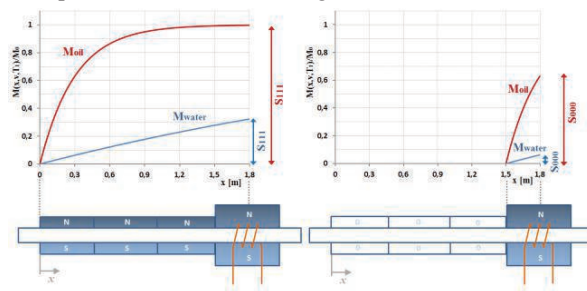 M(x,v,T₁)/M₀
1
0,8
0,6
0,4
0,2
0
Moil
Mwater
S111
S111
0 0,3 0,6 0,9 1,2 1,5 1,8
x [m]
N N N N
S S S S
x
M(x,v,T₁)/M₀
1
0,8
0,6
0,4
0,2
0
Moil
Mwater
S000
S000
0 0,3 0,6 0,9 1,2 1,5 1.8
x [m]
0 0 0 N
0 0 0 S
x